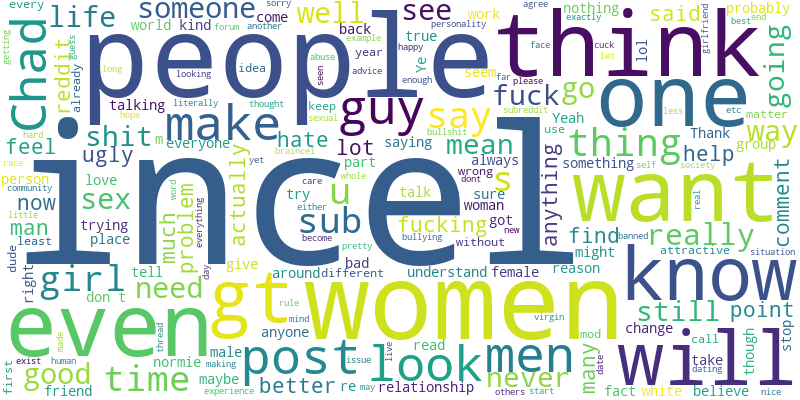 every
life
world
kind
sorry
forum
another
getting
guess
Chad
already
reddit
idea
long
looking
talking
literally
someone
come
well
back
true
thought
people
abuse
seen
personality
year
happy
example
advice
see
Ye
keep
work
seem
enough
lol
agree
exactly
face
cuck
far
please
think
said
nothing
let
girlfriend
probably
best
end
going
hard
feel
shit
m
hope
everyone
make
hate
sexual
guy
lot
saying
say
bullshit
mean
fuck
subreddit
go
Yeah
use
one
less
etc
matter
Thank
way
race
person
community
now
little
man
ugly
love
sex
trying
place
problem
much
word
everything
actually
yet
braincel
incel
part
care
whole
try
either
become
u
sub
talk
fucking
bullying
always
wrong
dont
sure
woman
got
without
s
new
anything
thing
something
self
society
help
group
want
real
find
really
comment
might
banned
attractive
situation
dude
least
right
girl
don t
tell
need
day
give
gt
around
different
bad
pretty
understand
female
reason
know
even
rule
mind
anyone
women
virgin
mod
still
change
point
call
though
stop
first
exist
made
human
good
friend
time
thread
normie
male
making
maybe
experience
better
post
issue
re
may
live
look
read
relationship
men
never
others
start
many
date
fact
will
white
take
dating
believe
nice